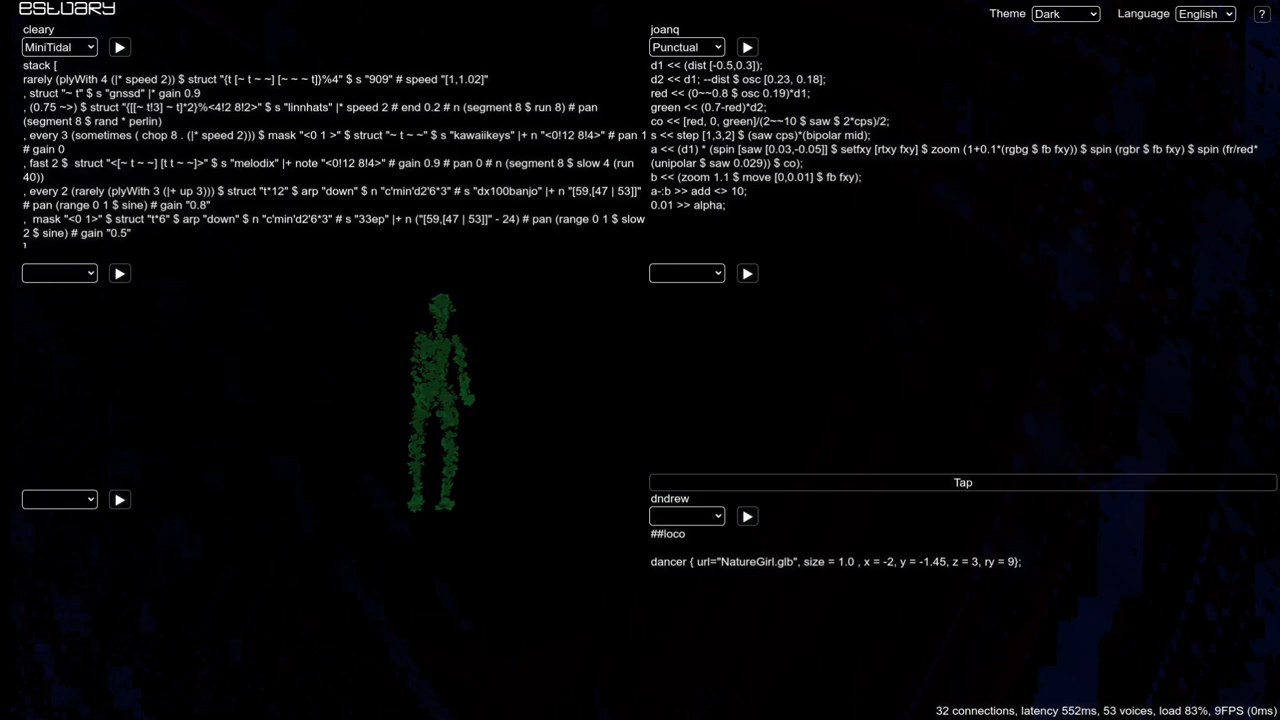 estuary
Theme Dark Language English ?
cleary
MiniTidal
stack [
rarely (plyWith 4 (|* speed 2)) $ struct "{t [~ t ~ ~] [~ ~ ~ t]}%4" $ s "909" # speed "[1,1.02]"
, struct "~ t" $ s "gnssd" |* gain 0.9
, (0.75 ~>) $ struct "{[[~ t!3] ~ t]*2}%<4!2 8!2>" $ s "linnhats" |* speed 2 # end 0.2 # n (segment 8 $ run 8) # pan
(segment 8 $ rand * perlin)
, every 3 (sometimes ( chop 8 . (|* speed 2))) $ mask "<0 1 >" $ struct "~ t ~ ~" $ s "kawaiikeys" |+ n "<0!12 8!4>" # pan 1
# gain 0
, fast 2 $ struct "<[~ t ~ ~] [t t ~ ~]>" $ s "melodix" |+ note "<0!12 8!4>" # gain 0.9 # pan 0 # n (segment 8 $ slow 4 (run
40))
, every 2 (rarely (plyWith 3 (|+ up 3))) $ struct "t*12" $ arp "down" $ n "c'min'd2'6*3" # s "dx100banjo" |+ n "[59,[47 | 53]]"
# pan (range 0 1 $ sine) # gain "0.8"
, mask "<0 1>" $ struct "t*6" $ arp "down" $ n "c'min'd2'6*3" # s "33ep" |+ n ("[59,[47 | 53]]" - 24) # pan (range 0 1 $ slow
2 $ sine) # gain "0.5"
]
joanq
Punctual
d1 << (dist [-0.5,0.3]);
d2 << d1; --dist $ osc [0.23, 0.18];
red << (0~~0.8 $ osc 0.19)*d1;
green << (0.7-red)*d2;
co << [red, 0, green]/(2~~10 $ saw $ 2*cps)/2;
s << step [1,3,2] $ (saw cps)*(bipolar mid);
a << (d1) * (spin [saw [0.03,-0.05]] $ setfxy [rtxy fxy] $ zoom (1+0.1*(rgbg $ fb fxy)) $ spin (rgbr $ fb fxy) $ spin (fr/red*
(unipolar $ saw 0.029)) $ co);
b << (zoom 1.1 $ move [0,0.01] $ fb fxy);
a-:b >> add <> 10;
0.01 >> alpha;
Tap
dndrew
##loco
dancer { url="NatureGirl.glb", size = 1.0 , x = -2, y = -1.45, z = 3, ry = 9};
32 connections, latency 552ms, 53 voices, load 83%, 9FPS (0ms)